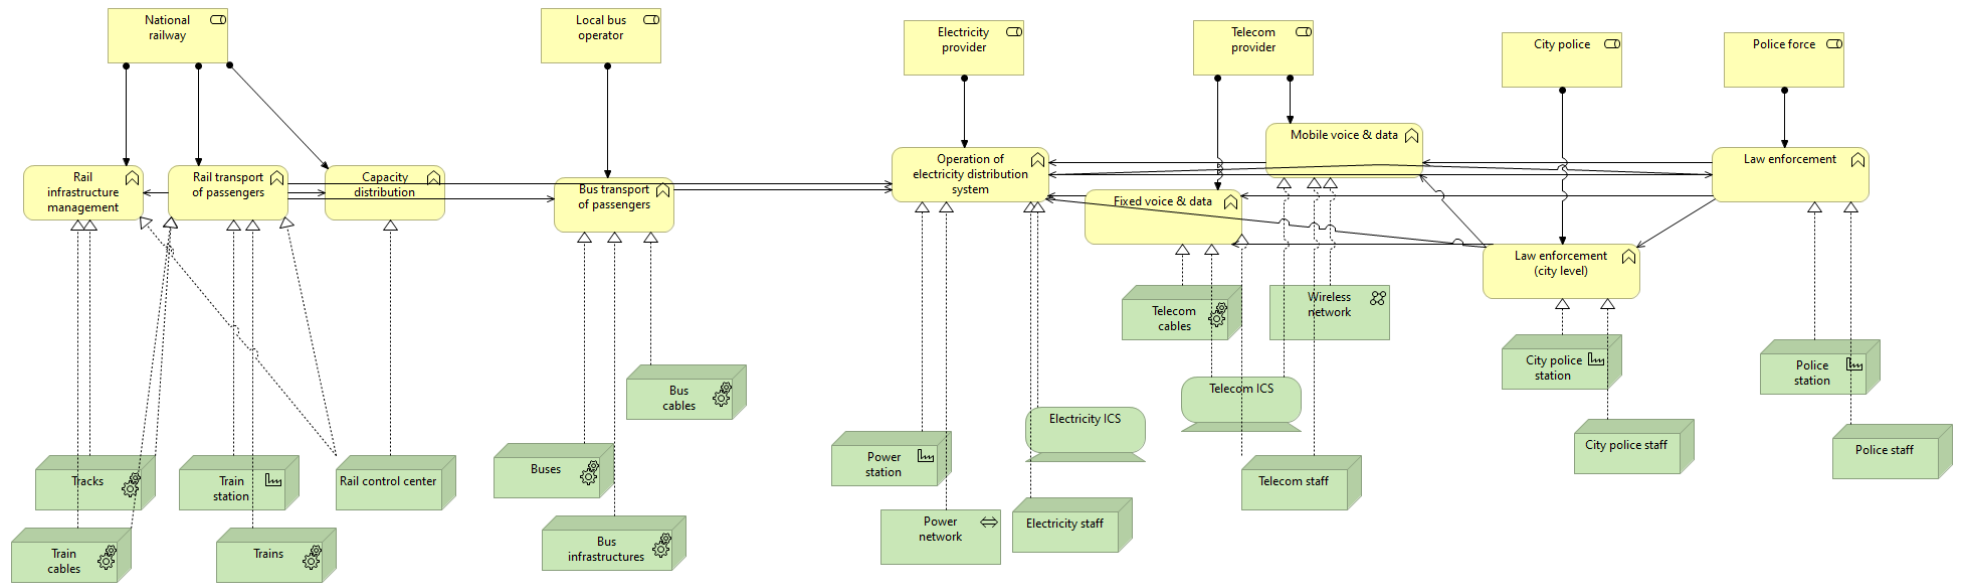 National
railway
Local bus
operator
Electricity
provider
Telecom
provider
City police
Police force
Rail
infrastructure
management
Rail transport
of passengers
Capacity
distribution
Bus transport
of passengers
Operation of
electricity distribution
system
Mobile voice & data
Fixed voice & data
Law enforcement
Law enforcement
(city level)
Telecom
cables
Wireless
network
City police
station
Police
station
Bus
cables
Telecom ICS
Electricity ICS
City police staff
Police staff
Tracks
Train
station
Rail control center
Buses
Power
station
Telecom staff
Train
cables
Trains
Bus
infrastructures
Power
network
Electricity staff